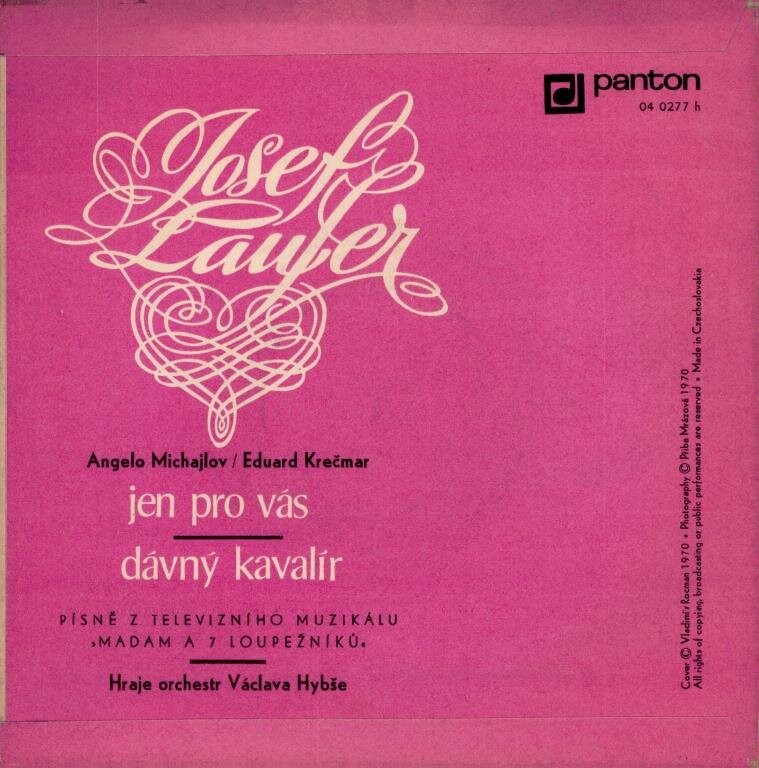 panton
04 0277 h
Josef
Laufer
Angelo Michajlov / Eduard Krečmar
jen pro vás
dávný kavalír
PÍSNĚ Z TELEVIZNÍHO MUZIKÁLU
»MADAM A 7 LOUPEŽNÍKŮ«
Hraje orchestr Václava Hybše
Cover © Vladimír Rocman 1970 • Photography © Přiba Mrázová 1970
All rights of copying, broadcasting or public performances are reserved • Made in Czechoslovakia